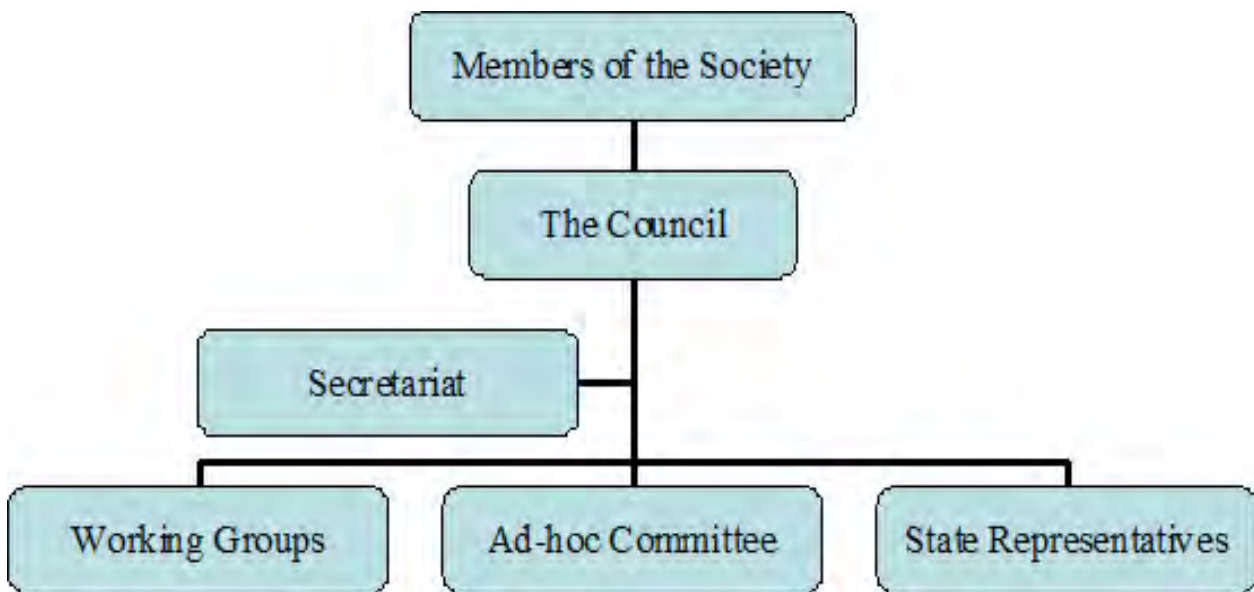 Members of the Society
The Council
Secretariat
Working Groups
Ad-hoc Committee
State Representatives